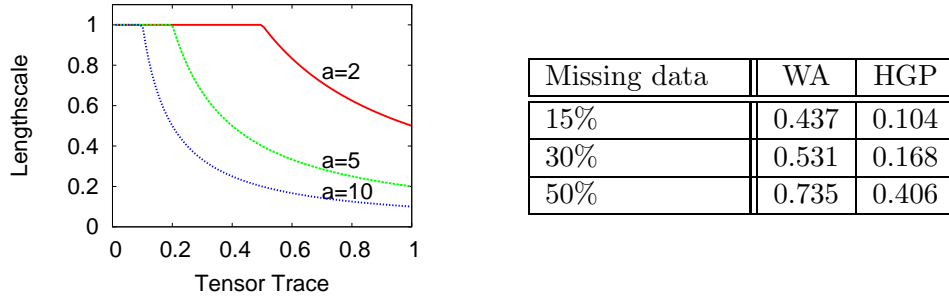 1
0.8
0.6
0.4
0.2
0
0 0.2 0.4 0.6 0.8 1
Lengthscale
Tensor Trace
a=2
a=5
a=10
Missing data WA HGP
15% 0.437 0.104
30% 0.531 0.168
50% 0.735 0.406